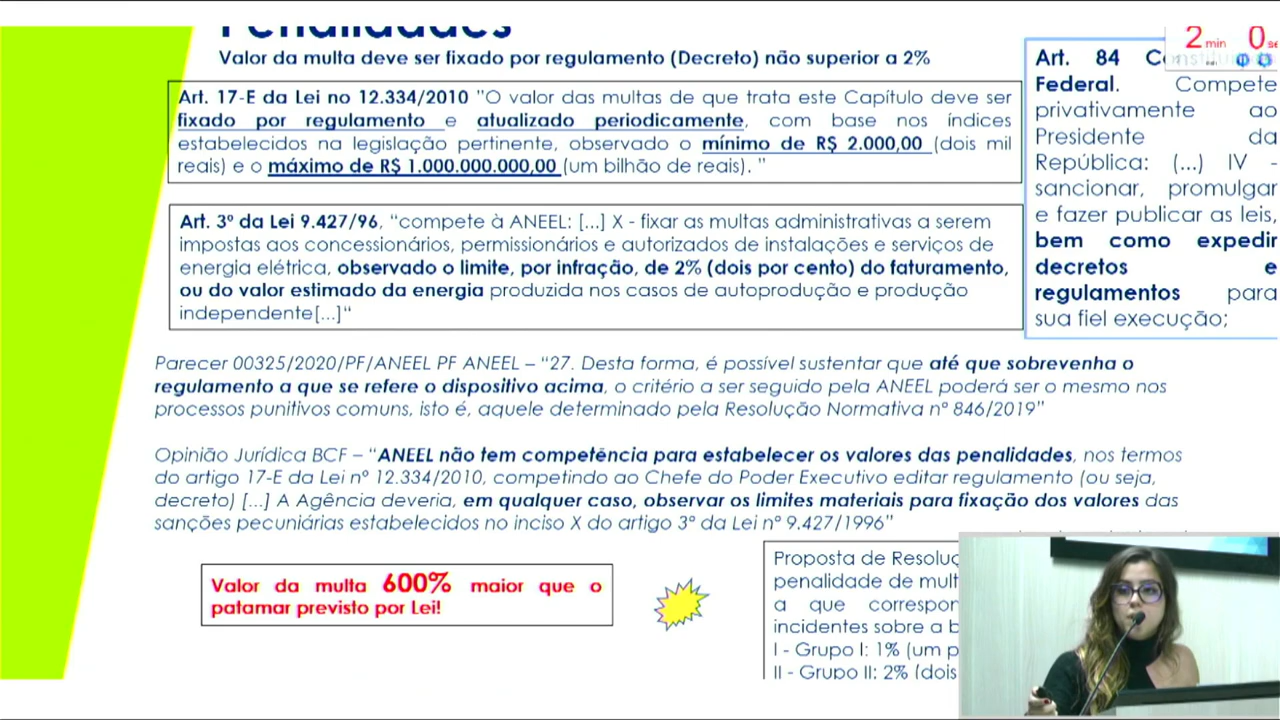 Penalidades
Valor da multa deve ser fixado por regulamento (Decreto) não superior a 2%
Art. 17-E da Lei no 12.334/2010 "O valor das multas de que trata este Capítulo deve ser
fixado por regulamento e atualizado periodicamente, com base nos índices
estabelecidos na legislação pertinente, observado o mínimo de R$ 2.000,00 (dois mil
reais) e o máximo de R$ 1.000.000.000,00 (um bilhão de reais). "
Art. 3º da Lei 9.427/96, “compete à ANEEL: [...] X - fixar as multas administrativas a serem
impostas aos concessionários, permissionários e autorizados de instalações e serviços de
energia elétrica, observado o limite, por infração, de 2% (dois por cento) do faturamento,
ou do valor estimado da energia produzida nos casos de autoprodução e produção
independente[...]“
2 min 0
Art. 84
Federal. Compete
privativamente ao
Presidente da
República: (...) IV -
sancionar, promulgar
e fazer publicar as leis,
bem como expedir
decretos e
regulamentos para
sua fiel execução;
Parecer 00325/2020/PF/ANEEL PF ANEEL – “27. Desta forma, é possível sustentar que até que sobrevenha o
regulamento a que se refere o dispositivo acima, o critério a ser seguido pela ANEEL poderá ser o mesmo nos
processos punitivos comuns, isto é, aquele determinado pela Resolução Normativa nº 846/2019”
Opinião Jurídica BCF – “ANEEL não tem competência para estabelecer os valores das penalidades, nos termos
do artigo 17-E da Lei nº 12.334/2010, competindo ao Chefe do Poder Executivo editar regulamento (ou seja,
decreto) [...] A Agência deveria, em qualquer caso, observar os limites materiais para fixação dos valores das
sanções pecuniárias estabelecidos no inciso X do artigo 3º da Lei nº 9.427/1996”
Valor da multa 600% maior que o
patamar previsto por Lei!
Proposta de Resoluç
penalidade de mult
a que correspon
incidentes sobre a b
I - Grupo I: 1% (um p
II - Grupo II: 2% (dois